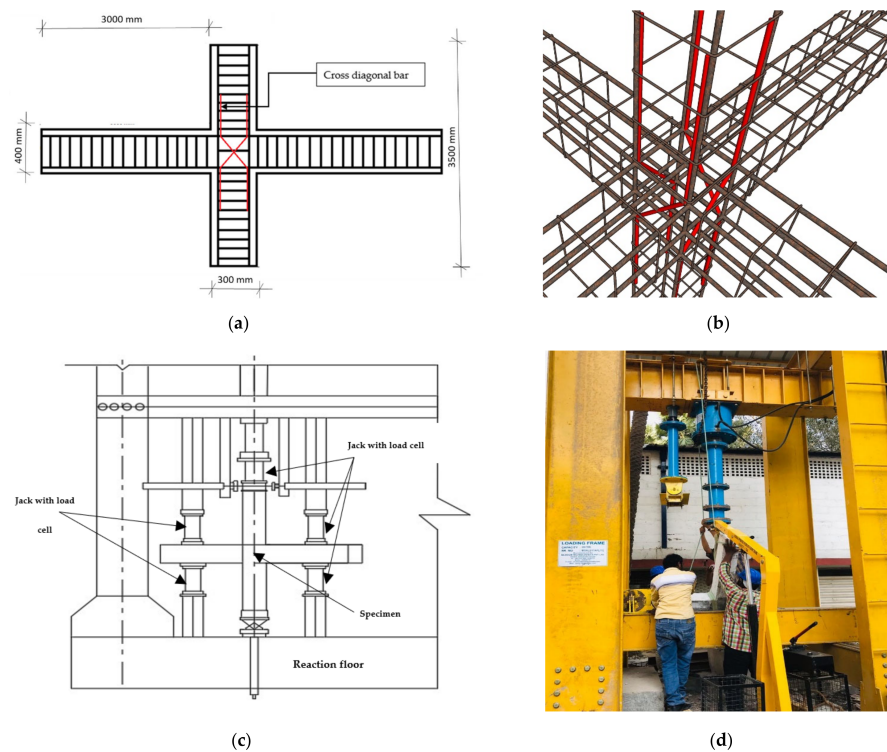 3000 mm
Cross diagonal bar
400 mm
3500 mm
300 mm
(a)
(b)
Jack with load cell
Jack with load
cell
Specimen
Reaction floor
(c)
LOADING FRAME
(d)